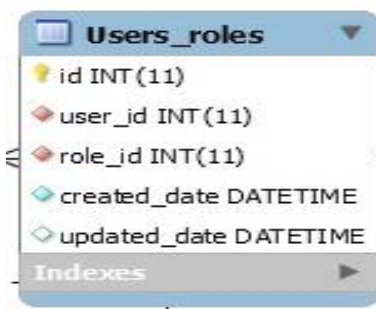 Users_roles
id INT(11)
user_id INT(11)
role_id INT(11)
created_date DATETIME
updated_date DATETIME
Indexes